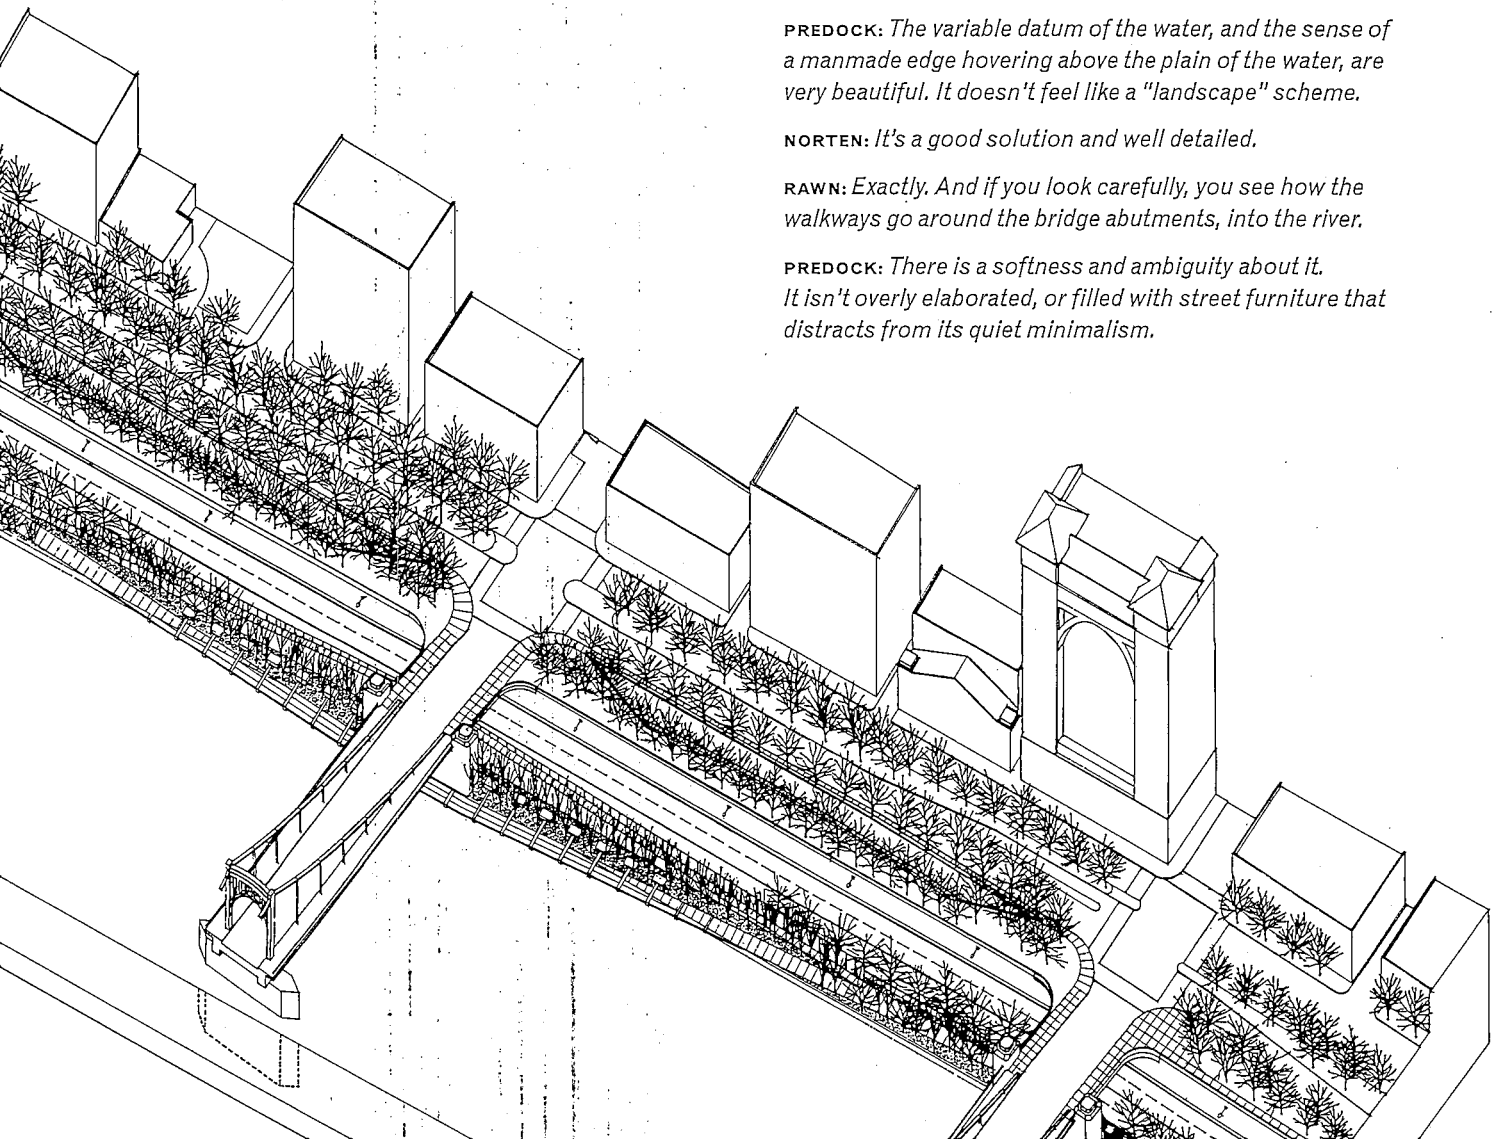 PREDOCK: The variable datum of the water, and the sense of
a manmade edge hovering above the plain of the water, are
very beautiful. It doesn't feel like a "landscape" scheme.
NORTEN: It's a good solution and well detailed.
RAWN: Exactly. And if you look carefully, you see how the
walkways go around the bridge abutments, into the river.
PREDOCK: There is a softness and ambiguity about it.
It isn't overly elaborated, or filled with street furniture that
distracts from its quiet minimalism.